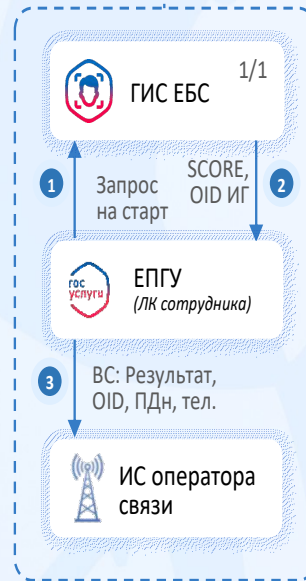 1/1
ГИС ЕБС
1
Запрос
на старт
SCORE,
OID ИГ
2
гос
услуги
ЕПГУ
(ЛК сотрудника)
3
ВС: Результат,
OID, ПДн, тел.
ИС оператора
связи